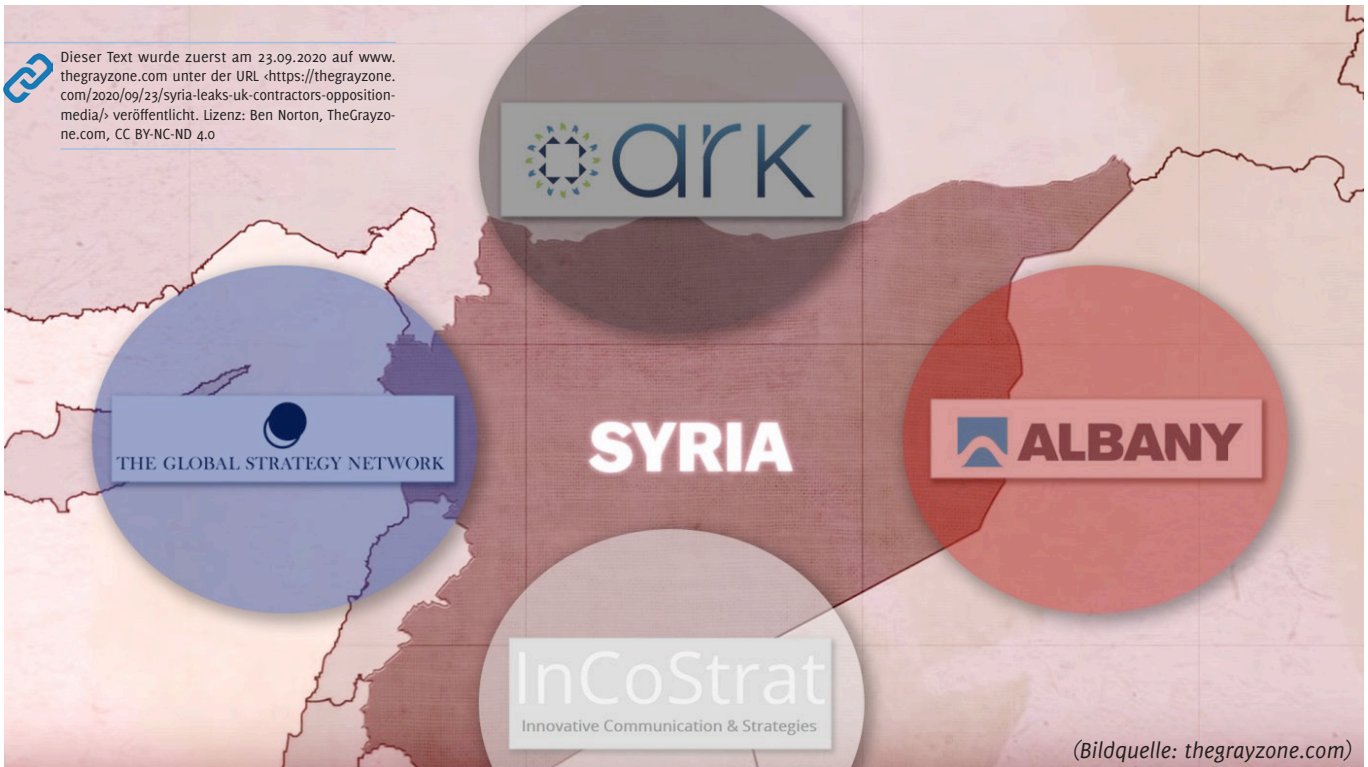 Dieser Text wurde zuerst am 23.09.2020 auf www.
thegrayzone.com unter der URL <https://thegrayzone.
com/2020/09/23/syria-leaks-uk-contractors-opposition-
media/> veröffentlicht. Lizenz: Ben Norton, TheGrayzo-
ne.com, CC BY-NC-ND 4.0
ark
THE GLOBAL STRATEGY NETWORK
SYRIA
ALBANY
InCoStrat
Innovative Communication & Strategies
(Bildquelle: thegrayzone.com)